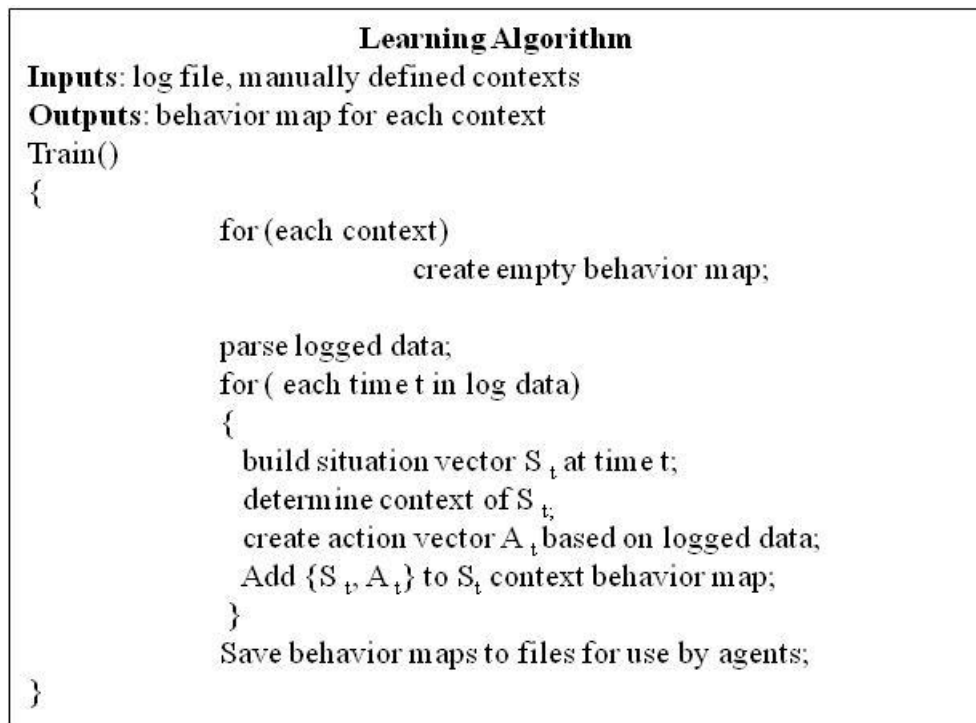 Learning Algorithm
Inputs: log file, manually defined contexts
Outputs: behavior map for each context
Train()
{
for (each context)
create empty behavior map;
parse logged data;
for ( each time t in log data)
{
build situation vector S t at time t;
determine context of S t;
create action vector A t based on logged data;
Add {S t, A t} to St context behavior map;
}
Save behavior maps to files for use by agents;
}